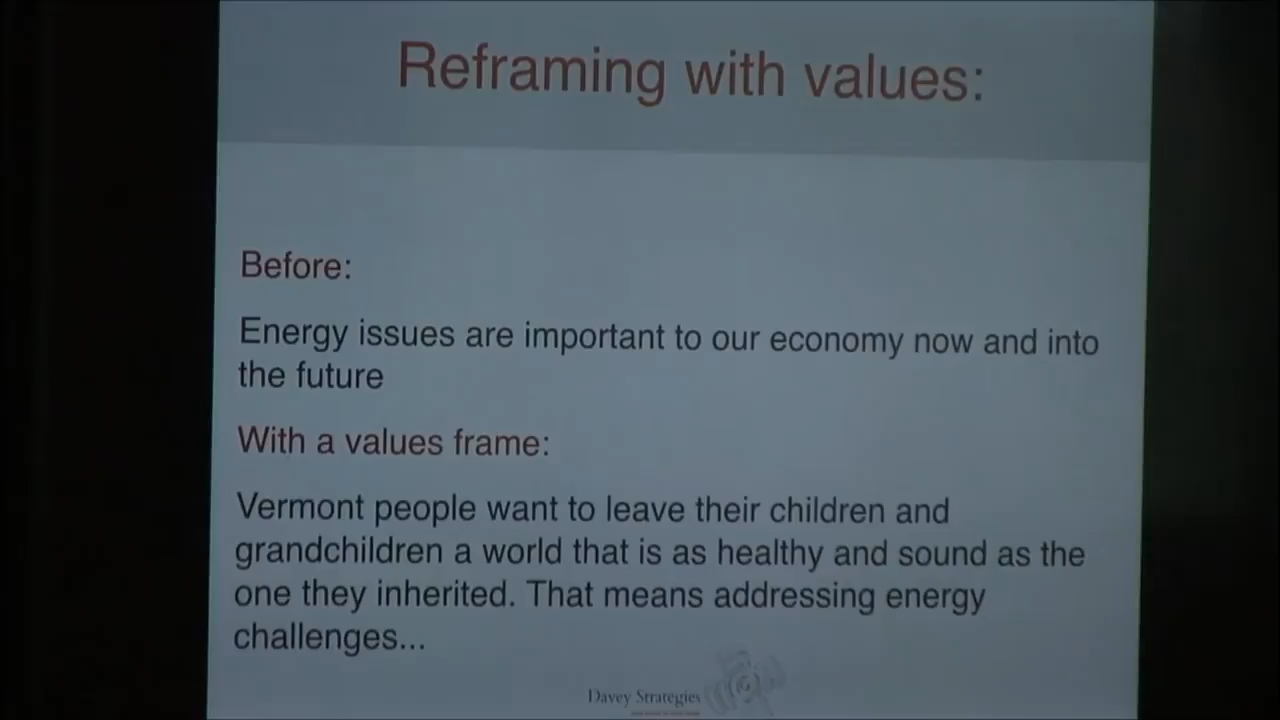 Reframing with values:
Before:
Energy issues are important to our economy now and into
the future
With a values frame:
Vermont people want to leave their children and
grandchildren a world that is as healthy and sound as the
one they inherited. That means addressing energy
challenges...
Davey Strategies